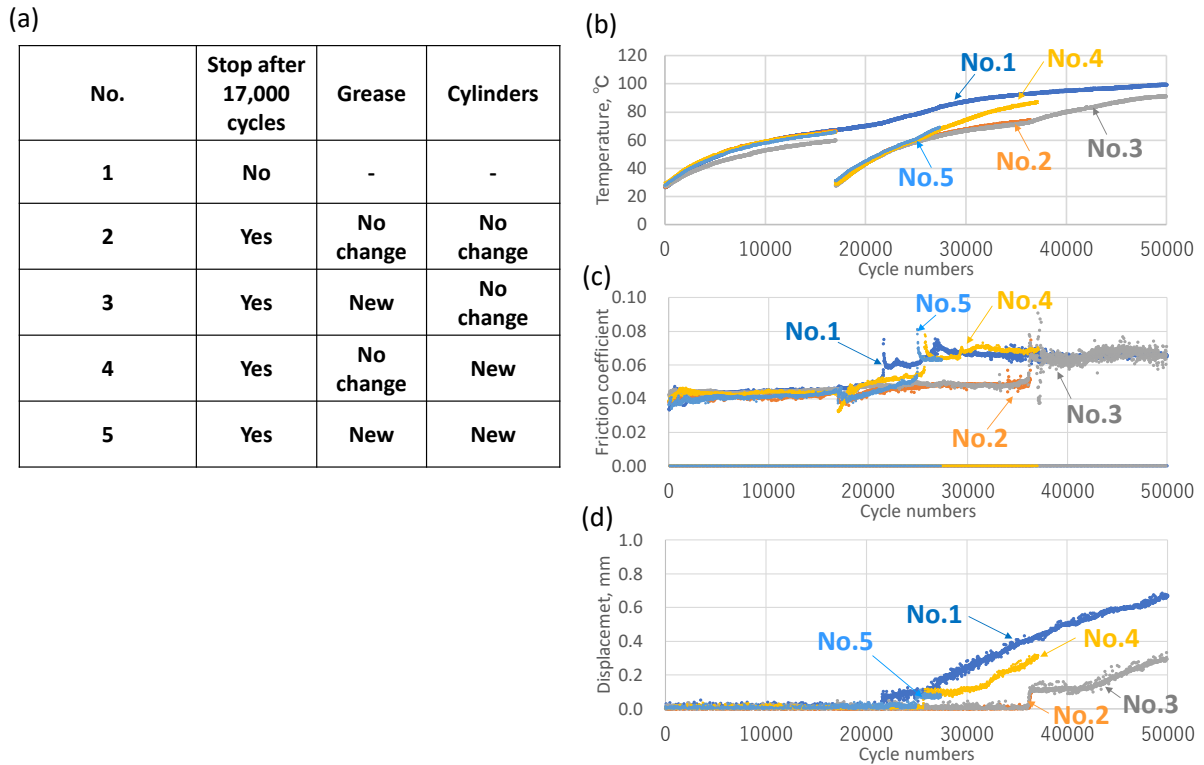 (a)
No.
Stop after
17,000
cycles
Grease
Cylinders
1
No
-
-
2
Yes
No
change
No
change
3
Yes
New
No
change
4
Yes
No
change
New
5
Yes
New
New
(b)
Temperature, ℃
120
100
80
60
40
20
0
No.1
No.4
No.5
No.2
No.3
0 10000 20000 30000 40000 50000
Cycle numbers
(c)
Friction coefficient
0.10
0.08
0.06
0.04
0.02
0.00
No.5
No.4
No.1
No.3
No.2
0 10000 20000 30000 40000 50000
Cycle numbers
(d)
Displacemet, mm
1.0
0.8
0.6
0.4
0.2
0.0
No.1
No.5
No.4
No.2
No.3
0 10000 20000 30000 40000 50000
Cycle numbers